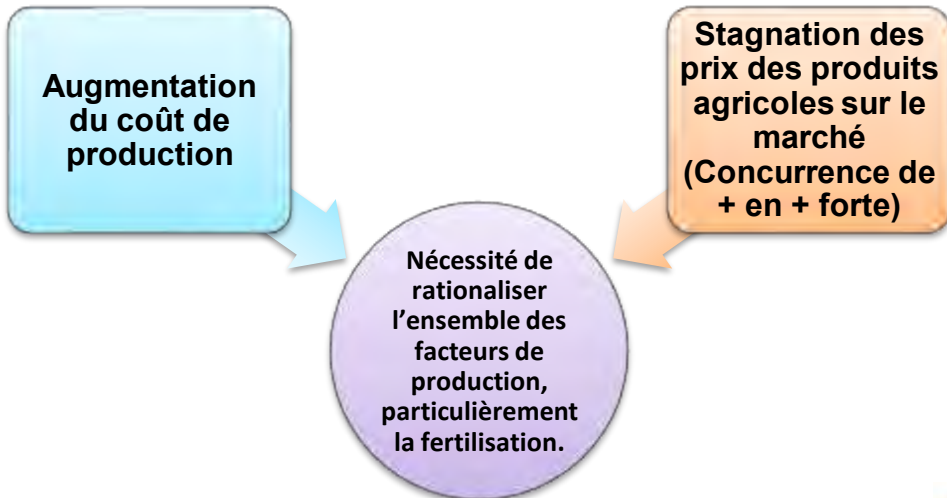 Augmentation
du coût de
production
Stagnation des
prix des produits
agricoles sur le
marché
(Concurrence de
+ en + forte)
Nécessité de
rationaliser
l’ensemble des
facteurs de
production,
particulièrement
la fertilisation.